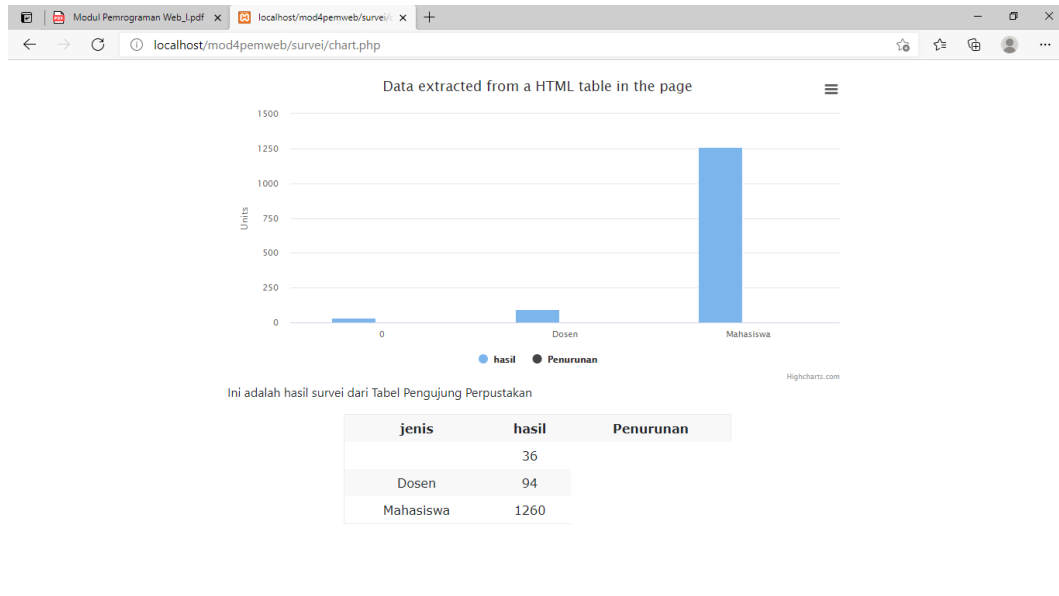 Modul Pemrograman Web_I.pdf
localhost/mod4pemweb/survei/c
localhost/mod4pemweb/survei/chart.php
Data extracted from a HTML table in the page
1500
1250
1000
750
500
250
0
Units
0 Dosen Mahasiswa
hasil Penurunan
Highcharts.com
Ini adalah hasil survei dari Tabel Pengujung Perpustakan
jenis hasil Penurunan
36
Dosen 94
Mahasiswa 1260